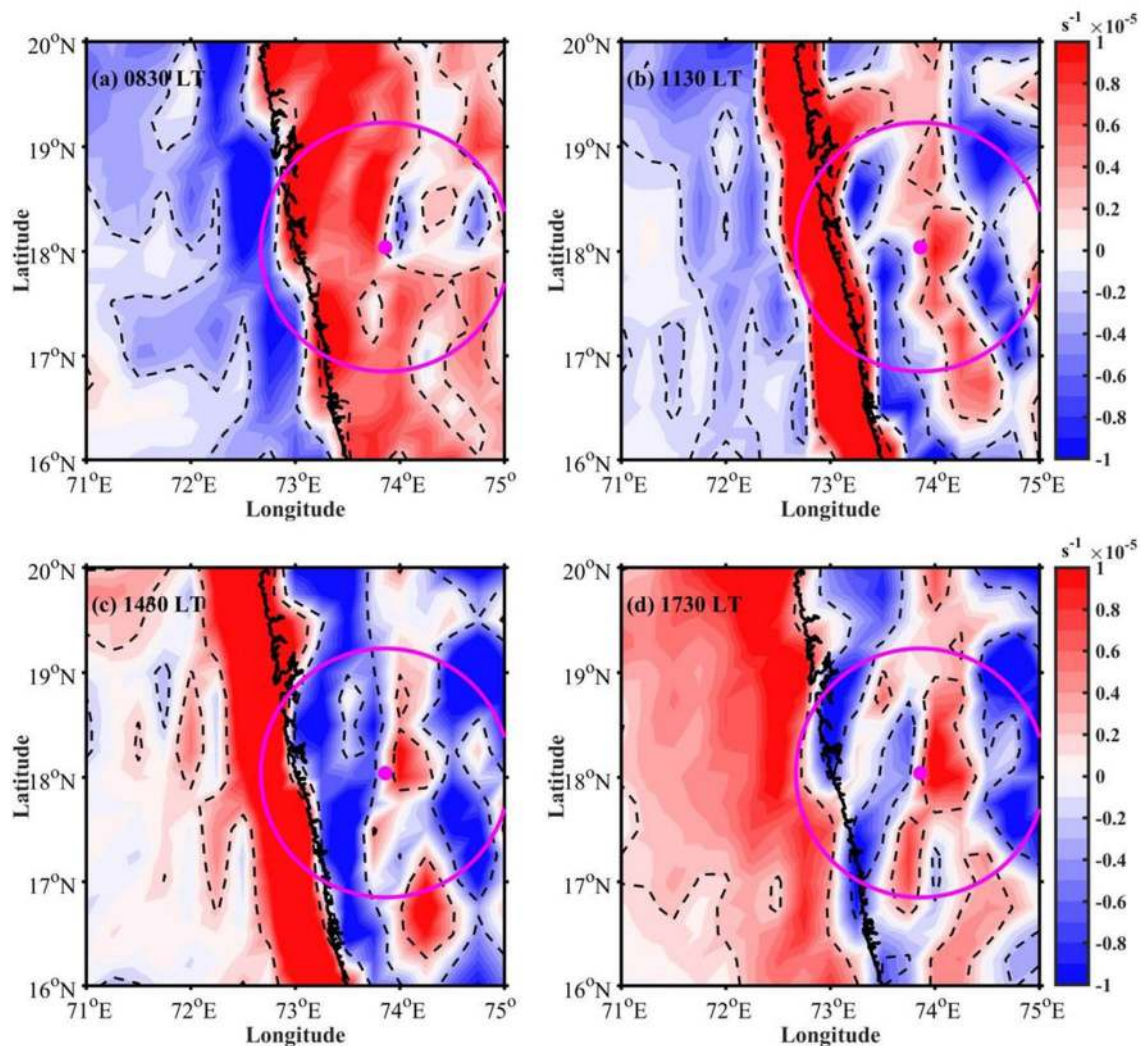 s⁻¹ ×10⁻⁵
20°N
(a) 0830 LT
19°N
Latitude
18°N
17°N
16°N
71°E 72°E 73°E 74°E 75°
Longitude
20°N
(b) 1130 LT
19°N
Latitude
18°N
17°N
16°N
71°E 72°E 73°E 74°E 75°E
Longitude
1
0.8
0.6
0.4
0.2
0
-0.2
-0.4
-0.6
-0.8
-1
s⁻¹ ×10⁻⁵
20°N
(c) 1430 LT
19°N
Latitude
18°N
17°N
16°N
71°E 72°E 73°E 74°E 75°
Longitude
20°N
(d) 1730 LT
19°N
Latitude
18°N
17°N
16°N
71°E 72°E 73°E 74°E 75°E
Longitude
1
0.8
0.6
0.4
0.2
0
-0.2
-0.4
-0.6
-0.8
-1